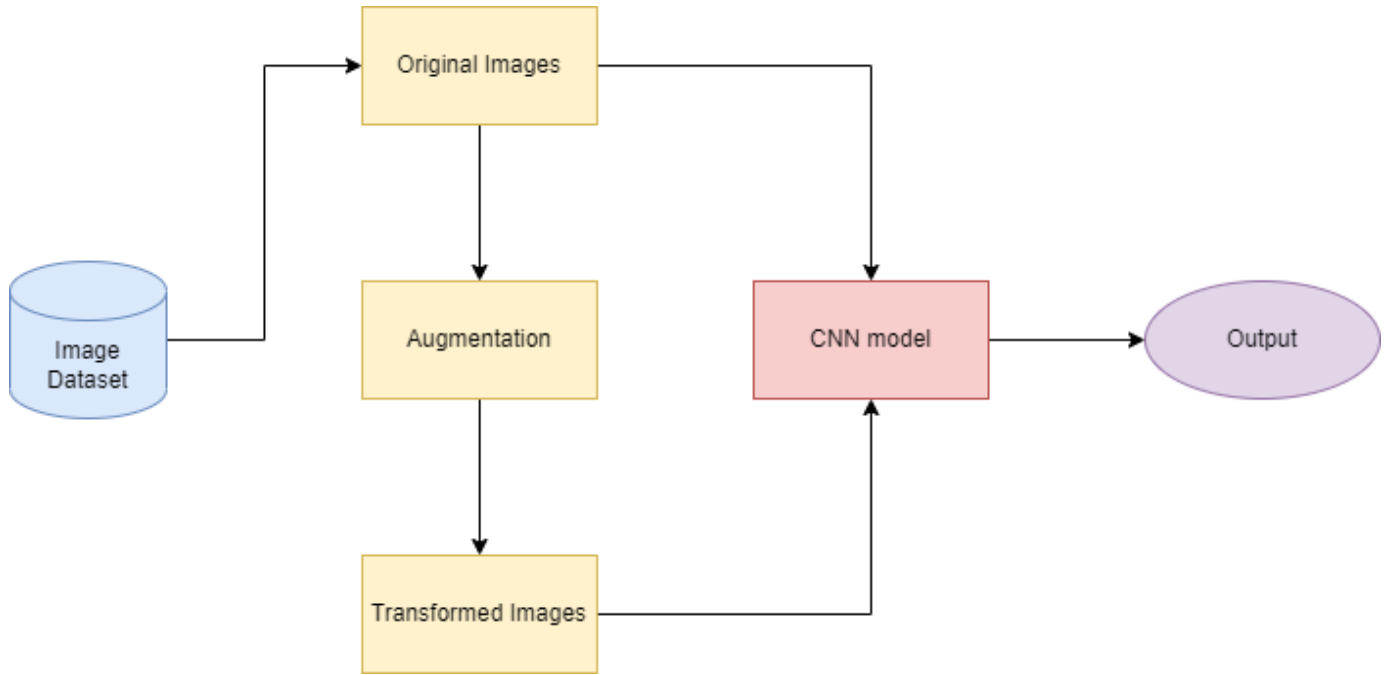 Original Images
Image
Dataset
Augmentation
CNN model
Output
Transformed Images